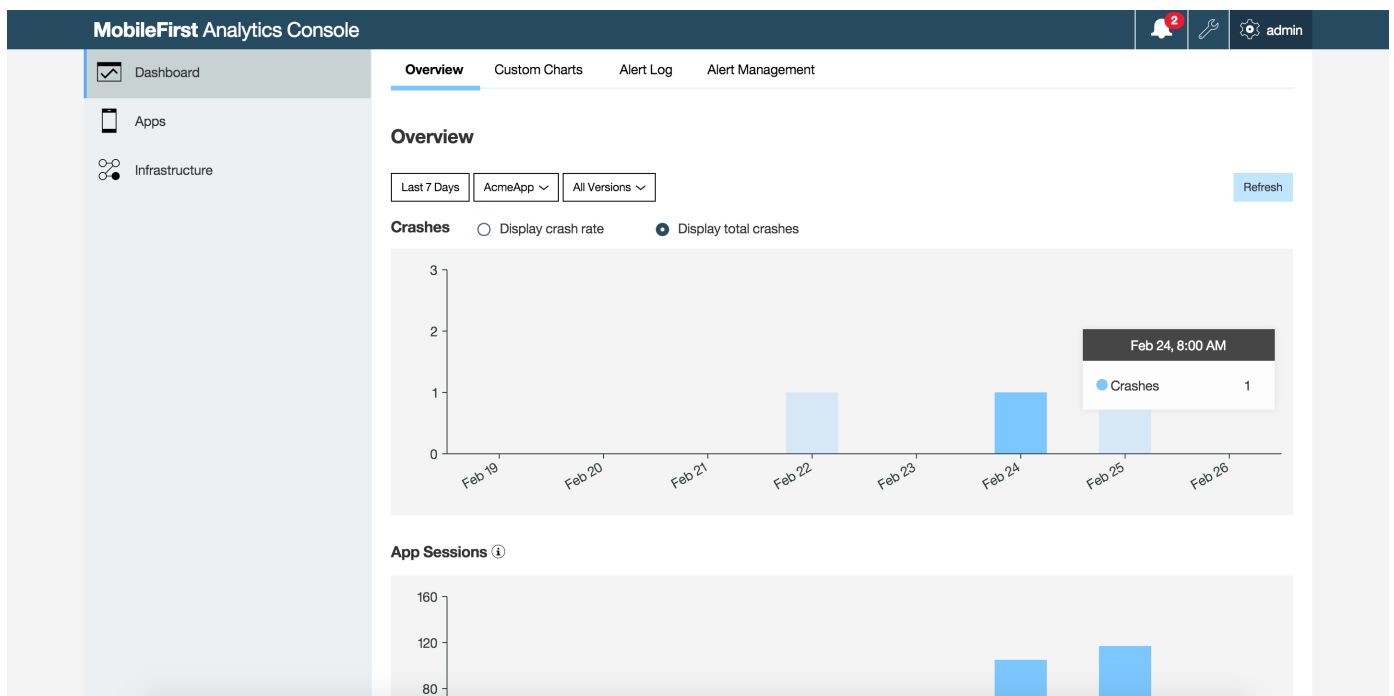 MobileFirst Analytics Console
2
admin
Dashboard
Apps
Infrastructure
Overview Custom Charts Alert Log Alert Management
Overview
Last 7 Days AcmeApp All Versions Refresh
Crashes Display crash rate Display total crashes
3
2
1
0
Feb 24, 8:00 AM
Crashes 1
Feb 19 Feb 20 Feb 21 Feb 22 Feb 23 Feb 24 Feb 25 Feb 26
App Sessions i
160
120
80